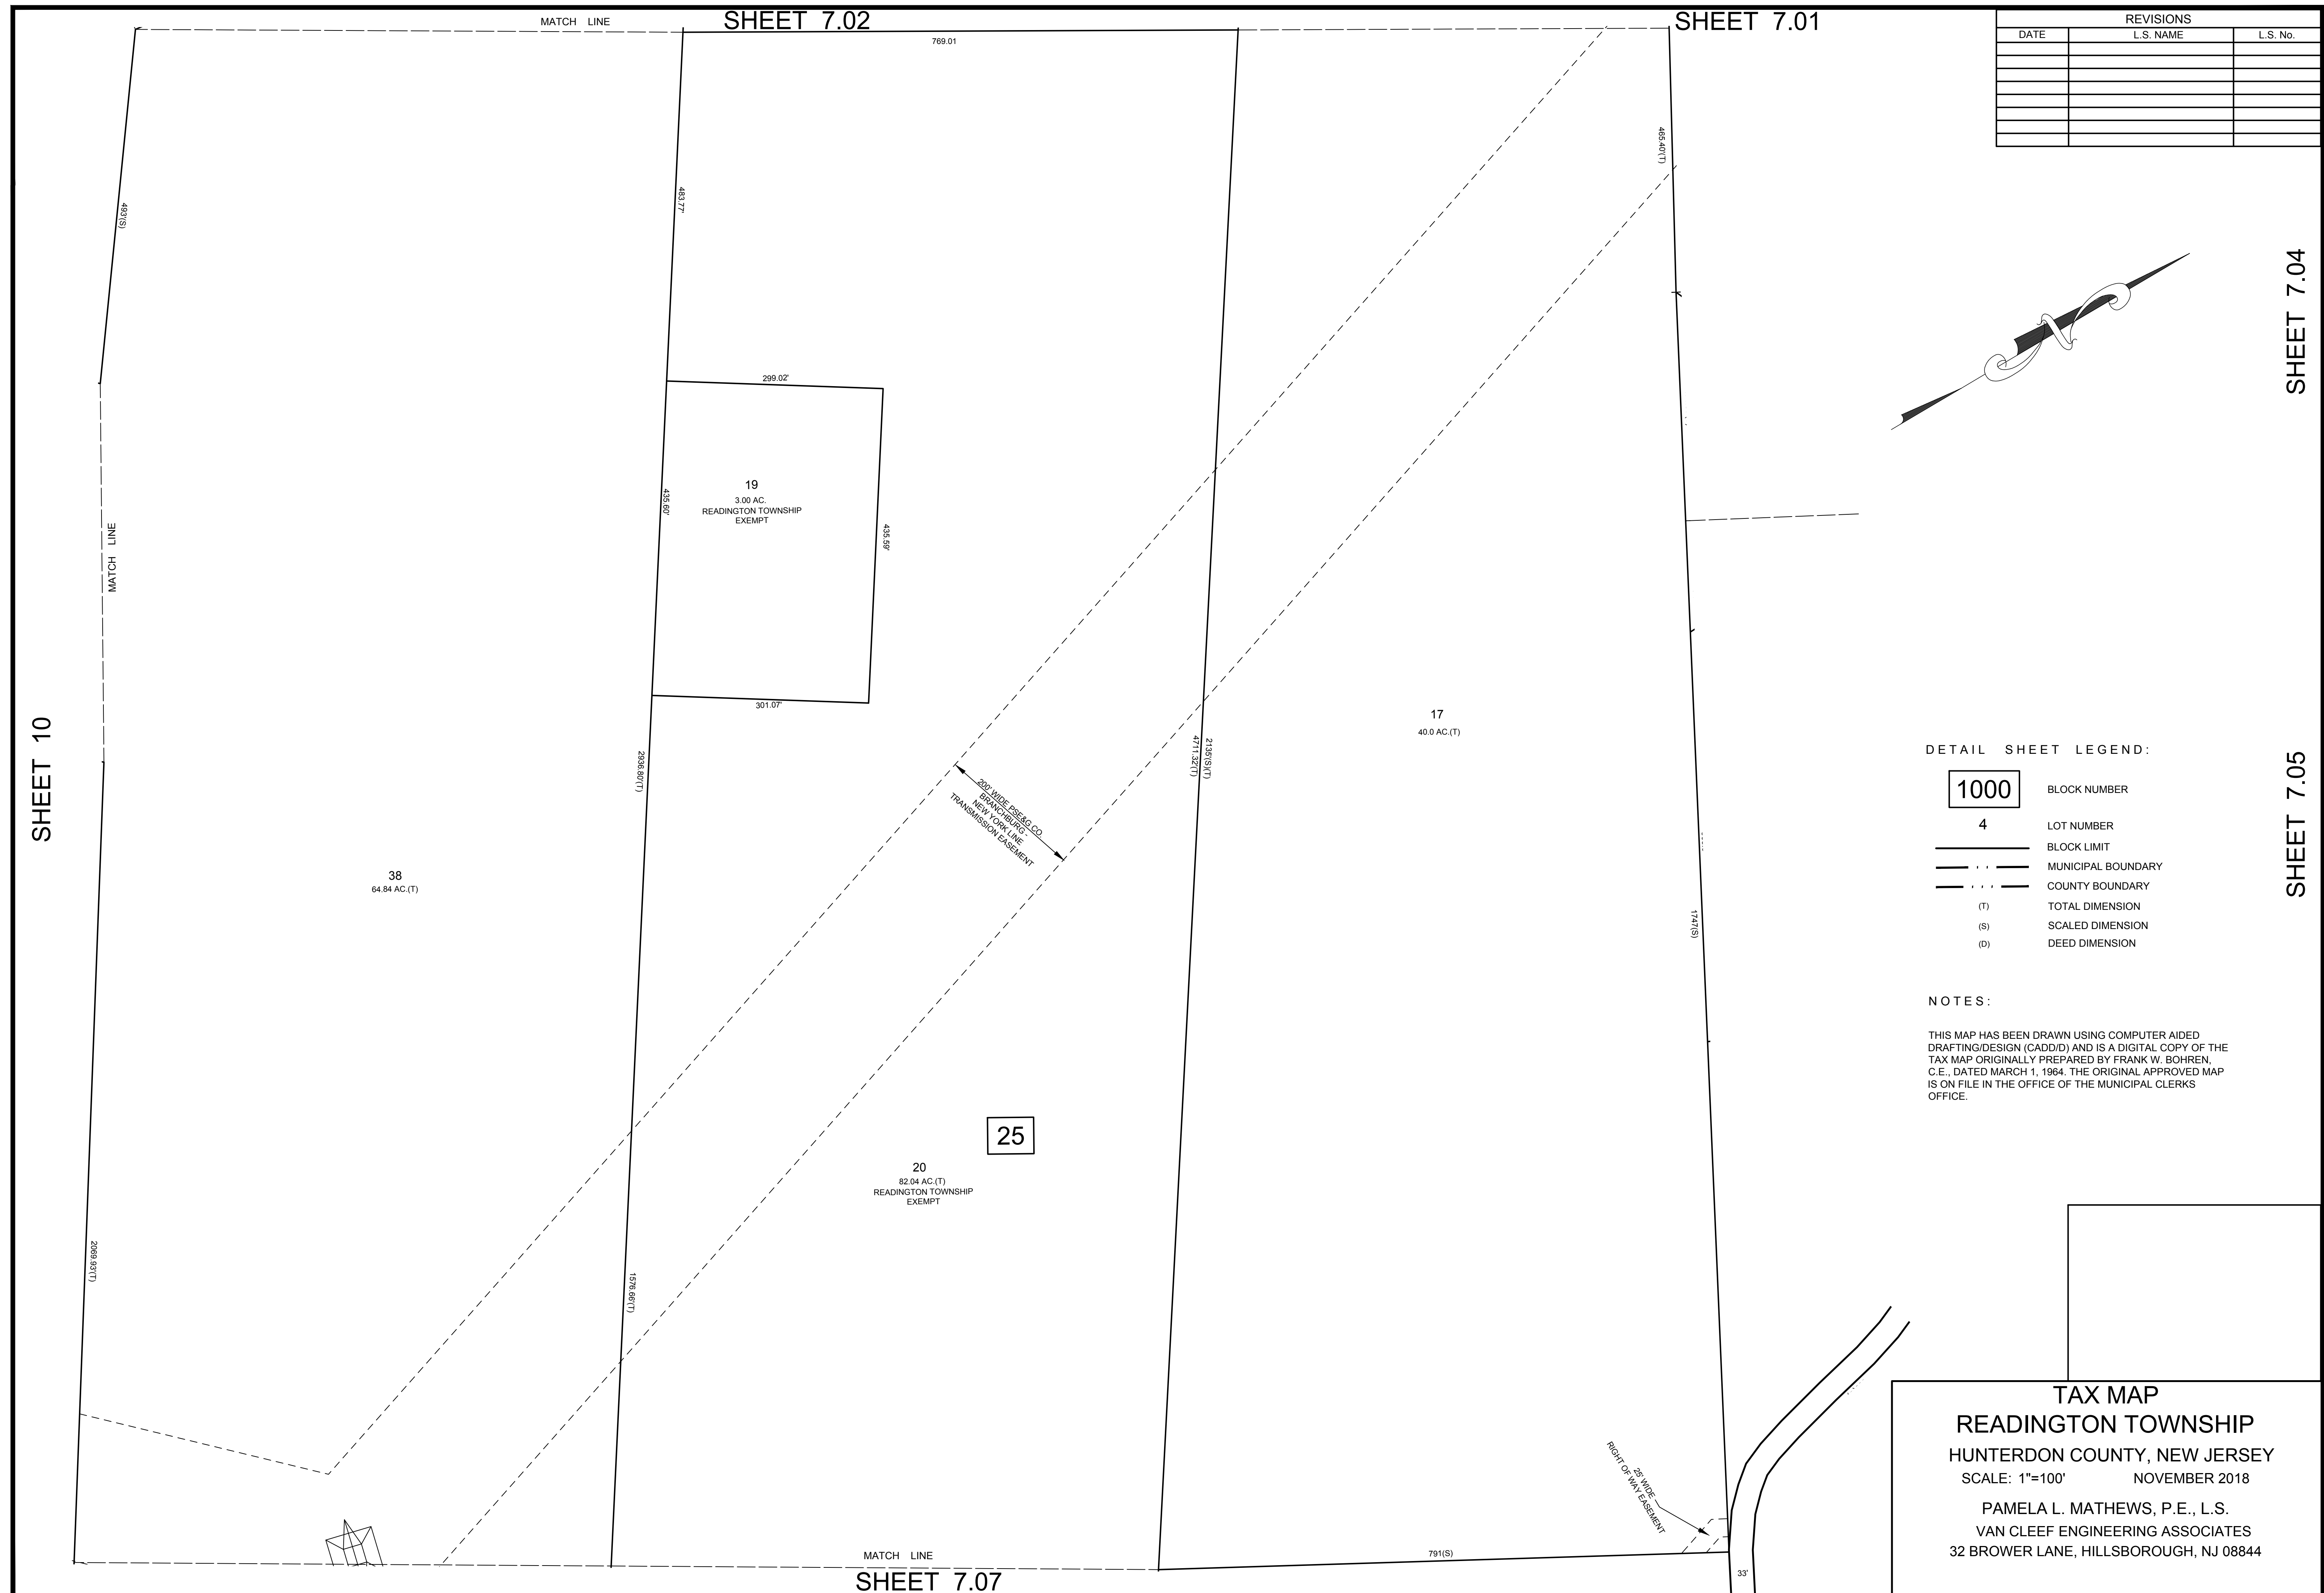 MATCH LINE
SHEET 7.02
SHEET 7.01
769.01
REVISIONS
DATE L.S. NAME L.S. No.
465.40'(T)
483.77'
493'(S)
SHEET 7.04
299.02'
19
3.00 AC.
READINGTON TOWNSHIP
EXEMPT
435.60'
435.59'
MATCH LINE
301.07'
SHEET 10
17
40.0 AC.(T)
2936.80'(T)
2135'(S)(T)
4711.32'(T)
200' WIDE PSE&G CO.
BRANCHBURG -
NEW YORK LINE
TRANSMISSION EASEMENT
38
64.84 AC.(T)
1747'(S)
DETAIL SHEET LEGEND:
1000 BLOCK NUMBER
4 LOT NUMBER
BLOCK LIMIT
MUNICIPAL BOUNDARY
COUNTY BOUNDARY
(T) TOTAL DIMENSION
(S) SCALED DIMENSION
(D) DEED DIMENSION
SHEET 7.05
NOTES:
THIS MAP HAS BEEN DRAWN USING COMPUTER AIDED
DRAFTING/DESIGN (CADD/D) AND IS A DIGITAL COPY OF THE
TAX MAP ORIGINALLY PREPARED BY FRANK W. BOHREN,
C.E., DATED MARCH 1, 1964. THE ORIGINAL APPROVED MAP
IS ON FILE IN THE OFFICE OF THE MUNICIPAL CLERKS
OFFICE.
25
20
82.04 AC.(T)
READINGTON TOWNSHIP
EXEMPT
2069.93'(T)
1576.66'(T)
25' WIDE
RIGHT OF WAY EASEMENT
791(S)
33'
MATCH LINE
SHEET 7.07
TAX MAP
READINGTON TOWNSHIP
HUNTERDON COUNTY, NEW JERSEY
SCALE: 1"=100' NOVEMBER 2018
PAMELA L. MATHEWS, P.E., L.S.
VAN CLEEF ENGINEERING ASSOCIATES
32 BROWER LANE, HILLSBOROUGH, NJ 08844